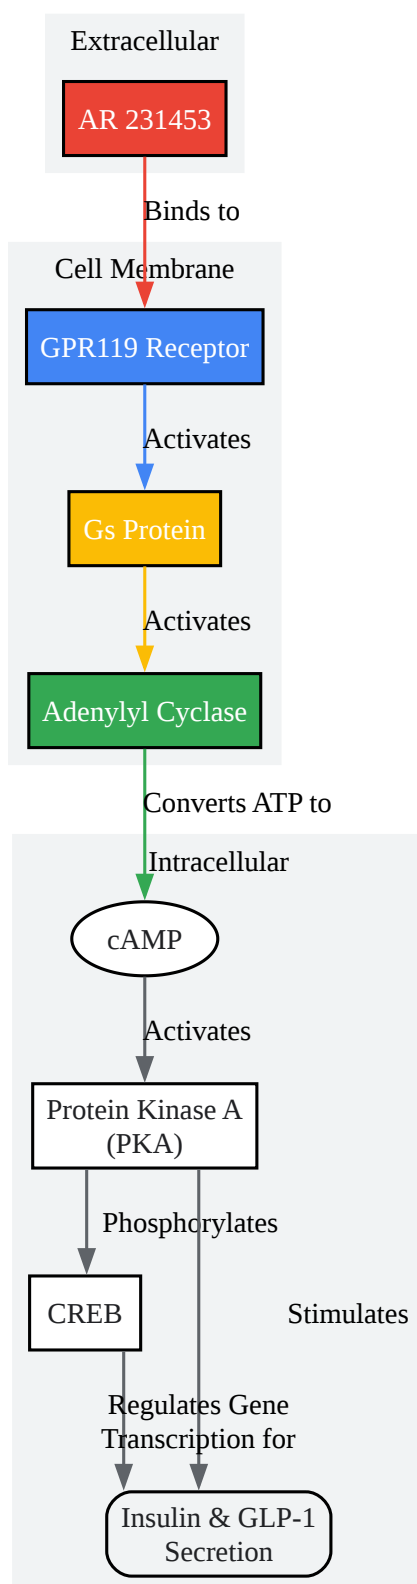 Extracellular
AR 231453
Binds to
Cell Membrane
GPR119 Receptor
Activates
Gs Protein
Activates
Adenylyl Cyclase
Converts ATP to
Intracellular
cAMP
Activates
Protein Kinase A
(PKA)
Phosphorylates
CREB
Stimulates
Regulates Gene
Transcription for
Insulin & GLP-1
Secretion